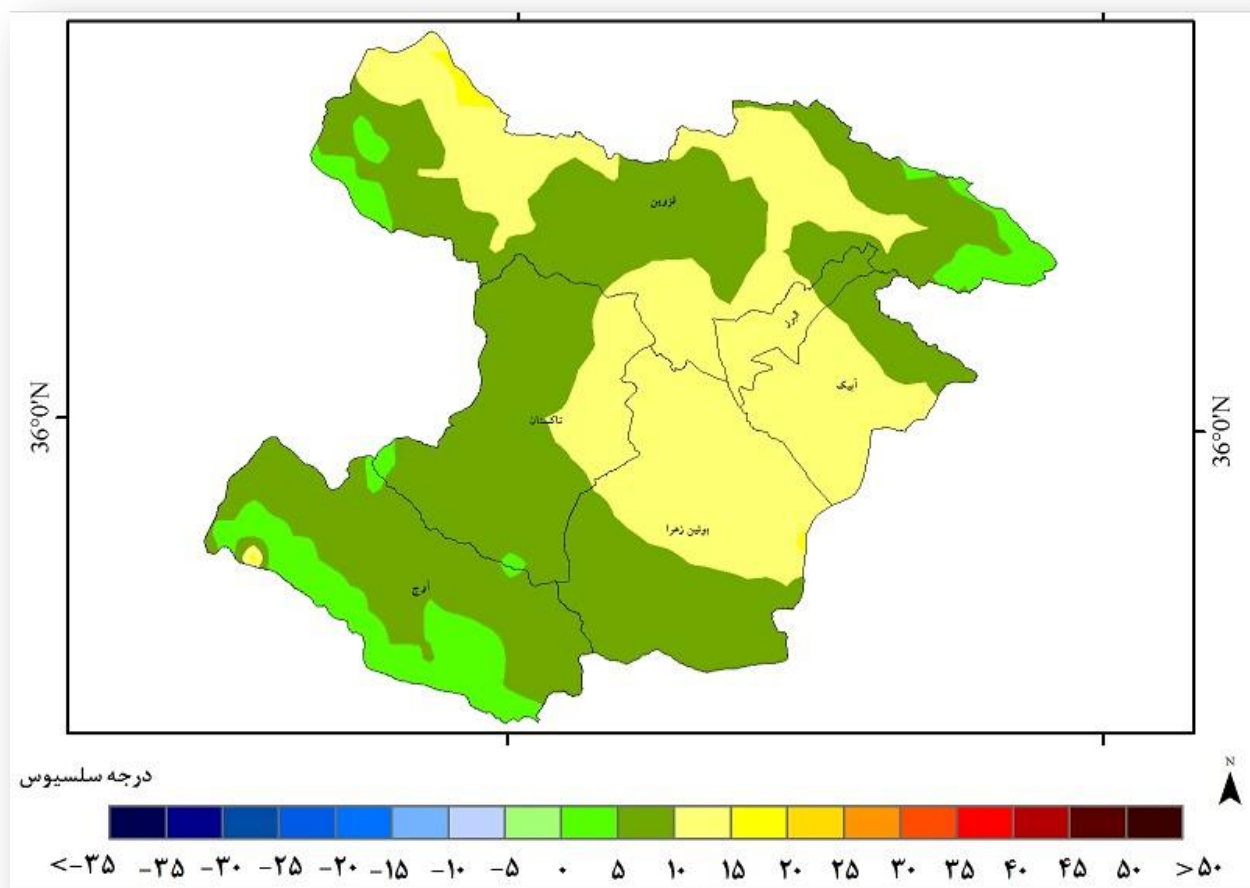 قزوین
البرز
آبیک
36°0'N
36°0'N
تاکستان
بوئین زهرا
آوج
درجه سلسیوس
N
<-۳۵ -۳۵ -۳۰ -۲۵ -۲۰ -۱۵ -۱۰ -۵ ۰ ۵ ۱۰ ۱۵ ۲۰ ۲۵ ۳۰ ۳۵ ۴۰ ۴۵ ۵۰ >۵۰